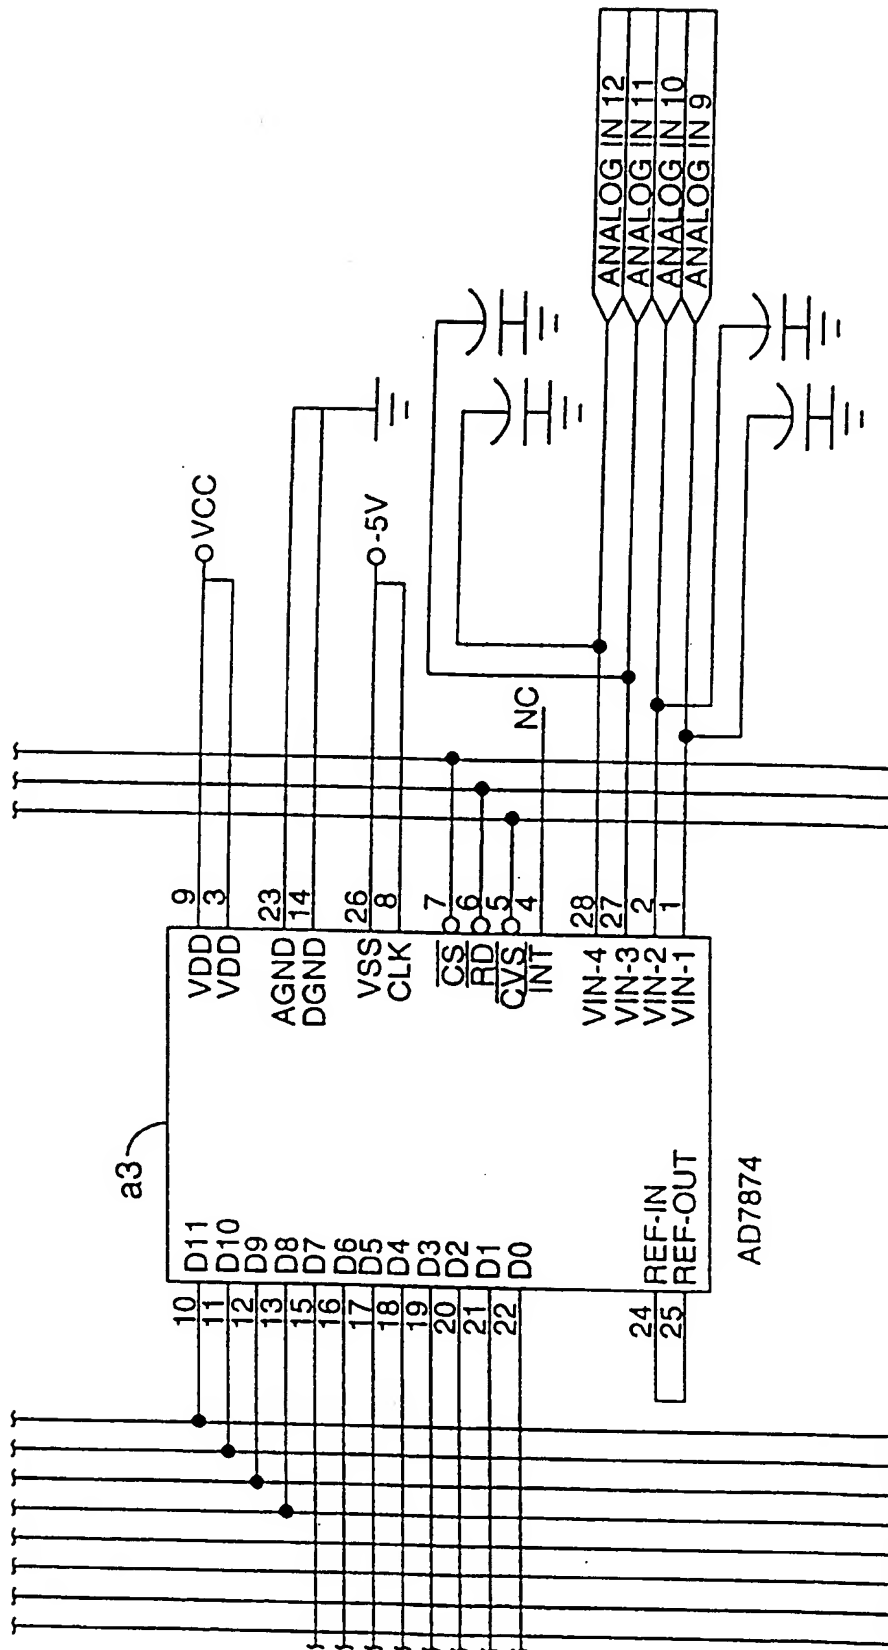 a3
10 D11
11 D10
12 D9
13 D8
15 D7
16 D6
17 D5
18 D4
19 D3
20 D2
21 D1
22 D0
24 REF-IN
25 REF-OUT
AD7874
VDD 9
VDD 3
VCC
AGND 23
DGND 14
VSS 26
CLK 8
-5V
CS 7
RD 6
CVS 5
INT 4
NC
VIN-4 28
VIN-3 27
VIN-2 2
VIN-1 1
ANALOG IN 12
ANALOG IN 11
ANALOG IN 10
ANALOG IN 9